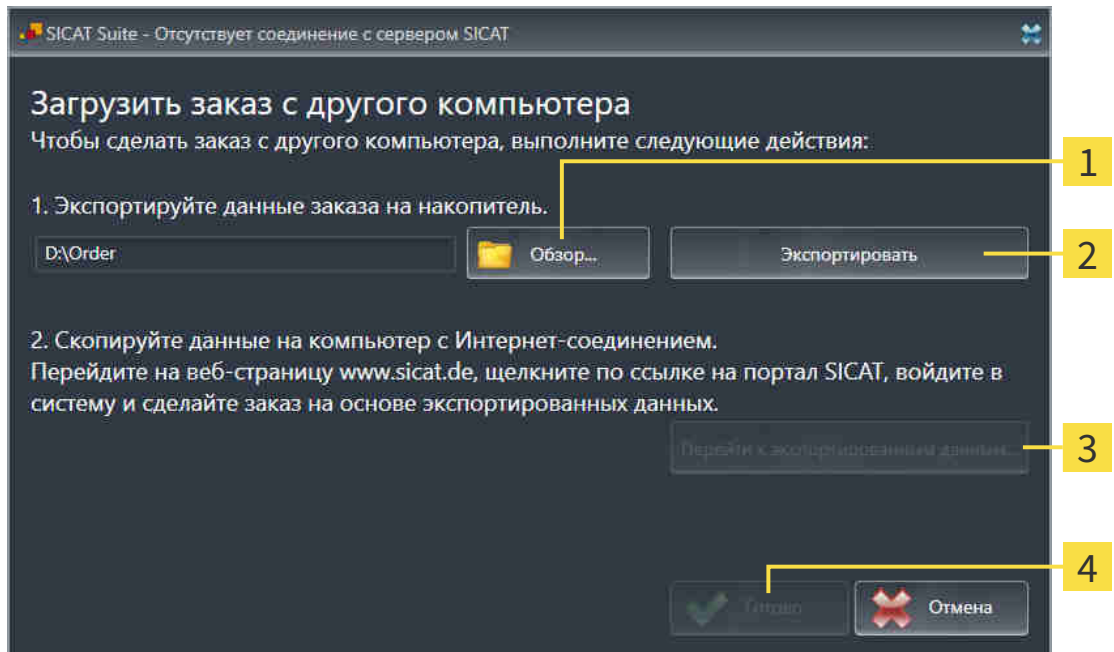 SICAT Suite - Отсутствует соединение с сервером SICAT
Загрузить заказ с другого компьютера
Чтобы сделать заказ с другого компьютера, выполните следующие действия:
1
1. Экспортируйте данные заказа на накопитель.
D:\Order
Обзор...
Экспортировать
2
2. Скопируйте данные на компьютер с Интернет-соединением.
Перейдите на веб-страницу www.sicat.de, щелкните по ссылке на портал SICAT, войдите в
систему и сделайте заказ на основе экспортированных данных.
Перейти к экспортированным данным...
3
4
Готово
Отмена